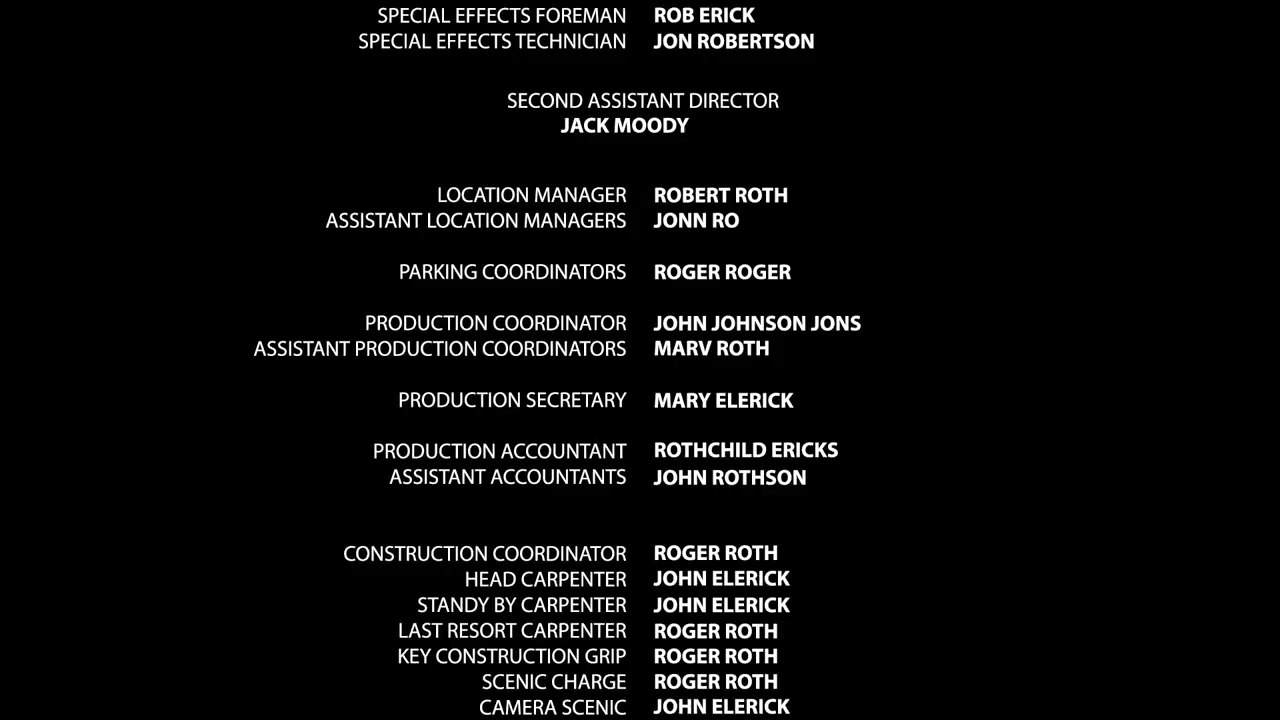 SPECIAL EFFECTS FOREMAN ROB ERICK
SPECIAL EFFECTS TECHNICIAN JON ROBERTSON
SECOND ASSISTANT DIRECTOR
JACK MOODY
LOCATION MANAGER ROBERT ROTH
ASSISTANT LOCATION MANAGERS JONN RO
PARKING COORDINATORS ROGER ROGER
PRODUCTION COORDINATOR JOHN JOHNSON JONS
ASSISTANT PRODUCTION COORDINATORS MARV ROTH
PRODUCTION SECRETARY MARY ELERICK
PRODUCTION ACCOUNTANT ROTHCHILD ERICKS
ASSISTANT ACCOUNTANTS JOHN ROTHSON
CONSTRUCTION COORDINATOR ROGER ROTH
HEAD CARPENTER JOHN ELERICK
STANDY BY CARPENTER JOHN ELERICK
LAST RESORT CARPENTER ROGER ROTH
KEY CONSTRUCTION GRIP ROGER ROTH
SCENIC CHARGE ROGER ROTH
CAMERA SCENIC JOHN ELERICK